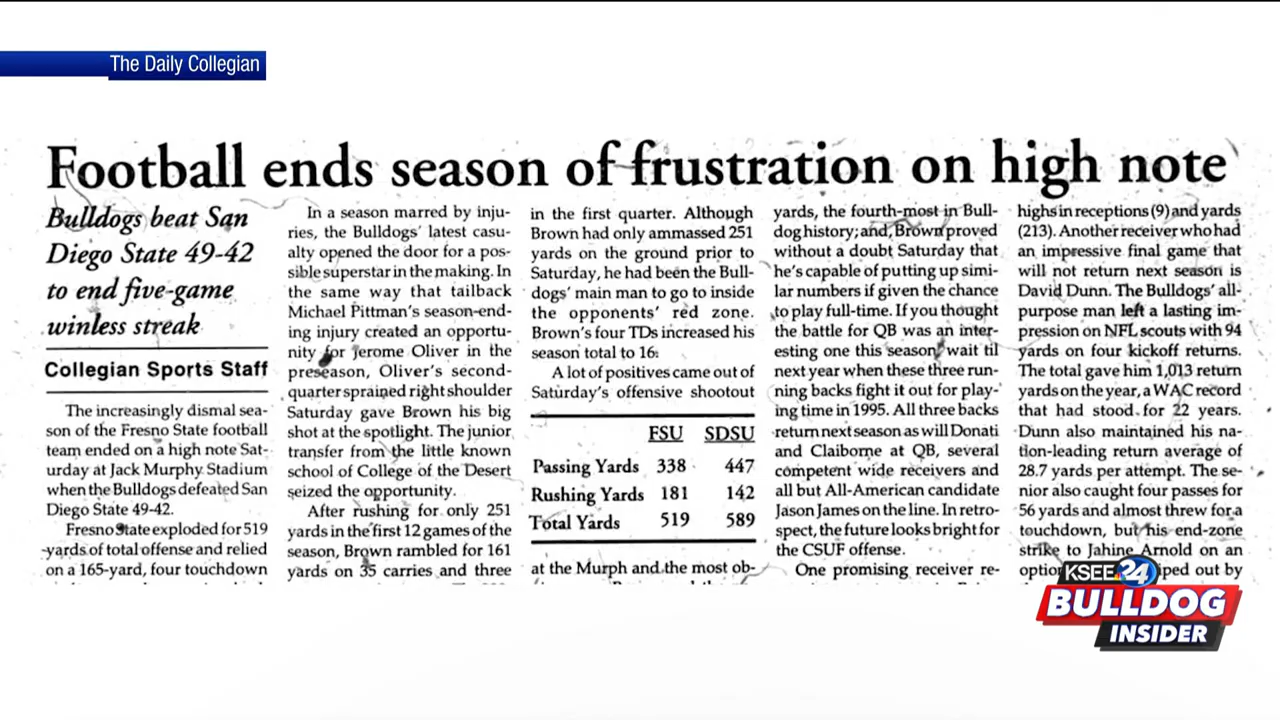 The Daily Collegian
Football ends season of frustration on high note
Bulldogs beat San
Diego State 49-42
to end five-game
winless streak
Collegian Sports Staff
The increasingly dismal sea-
son of the Fresno State football
team ended on a high note Sat-
urday at Jack Murphy Stadium
when the Bulldogs defeated San
Diego State 49-42.
Fresno State exploded for 519
yards of total offense and relied
on a 165-yard, four touchdown
In a season marred by inju-
ries, the Bulldogs' latest casu-
alty opened the door for a pos-
sible superstar in the making. In
the same way that tailback
Michael Pittman's season-end-
ing injury created an opportu-
nity for Jerome Oliver in the
preseason, Oliver's second-
quarter sprained right shoulder
Saturday gave Brown his big
shot at the spotlight. The junior
transfer from the little known
school of College of the Desert
seized the opportunity.
After rushing for only 251
yards in the first 12 games of the
season, Brown rambled for 161
yards on 35 carries and three
in the first quarter. Although
Brown had only ammassed 251
yards on the ground prior to
Saturday, he had been the Bull-
dogs' main man to go to inside
the opponents' red zone.
Brown's four TDs increased his
season total to 16.
A lot of positives came out of
Saturday's offensive shootout
FSU SDSU
Passing Yards 338 447
Rushing Yards 181 142
Total Yards 519 589
at the Murph and the most ob-
yards, the fourth-most in Bull-
dog history; and, Brown proved
without a doubt Saturday that
he's capable of putting up simi-
lar numbers if given the chance
to play full-time. If you thought
the battle for QB was an inter-
esting one this season, wait til
next year when these three run-
ning backs fight it out for play-
ing time in 1995. All three backs
return next season as will Donati
and Claiborne at QB, several
competent wide receivers and
all but All-American candidate
Jason James on the line. In retro-
spect, the future looks bright for
the CSUF offense.
One promising receiver re-
highs in receptions (9) and yards
(213). Another receiver who had
an impressive final game that
will not return next season is
David Dunn. The Bulldogs' all-
purpose man left a lasting im-
pression on NFL scouts with 94
yards on four kickoff returns.
The total gave him 1,013 return
yards on the year, a WAC record
that had stood for 22 years.
Dunn also maintained his na-
tion-leading return average of
28.7 yards per attempt. The se-
nior also caught four passes for
56 yards and almost threw for a
touchdown, but his end-zone
strike to Jahine Arnold on an
out by
KSEE 24
BULLDOG
INSIDER